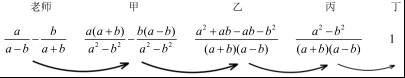 老师 甲 乙 丙 丁
a/(a−b) − b/(a+b) a(a+b)/(a²−b²) − b(a−b)/(a²−b²) (a²+ab−ab−b²)/((a+b)(a−b)) (a²−b²)/((a+b)(a−b)) 1